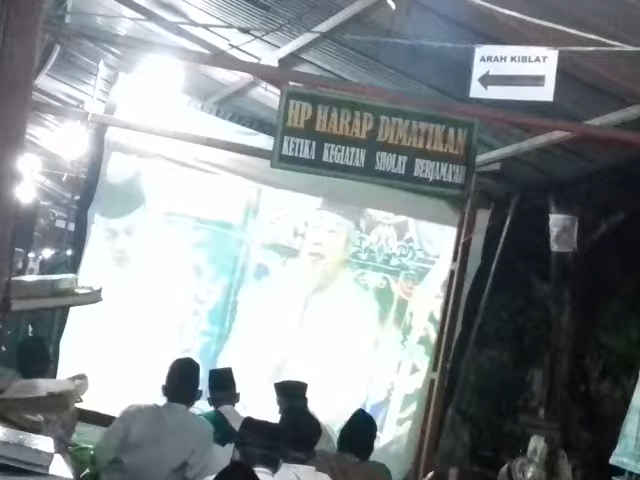 ARAH KIBLAT
HP HARAP DIMATIKAN
KETIKA KEGIATAN SHOLAT BERJAMA'AH